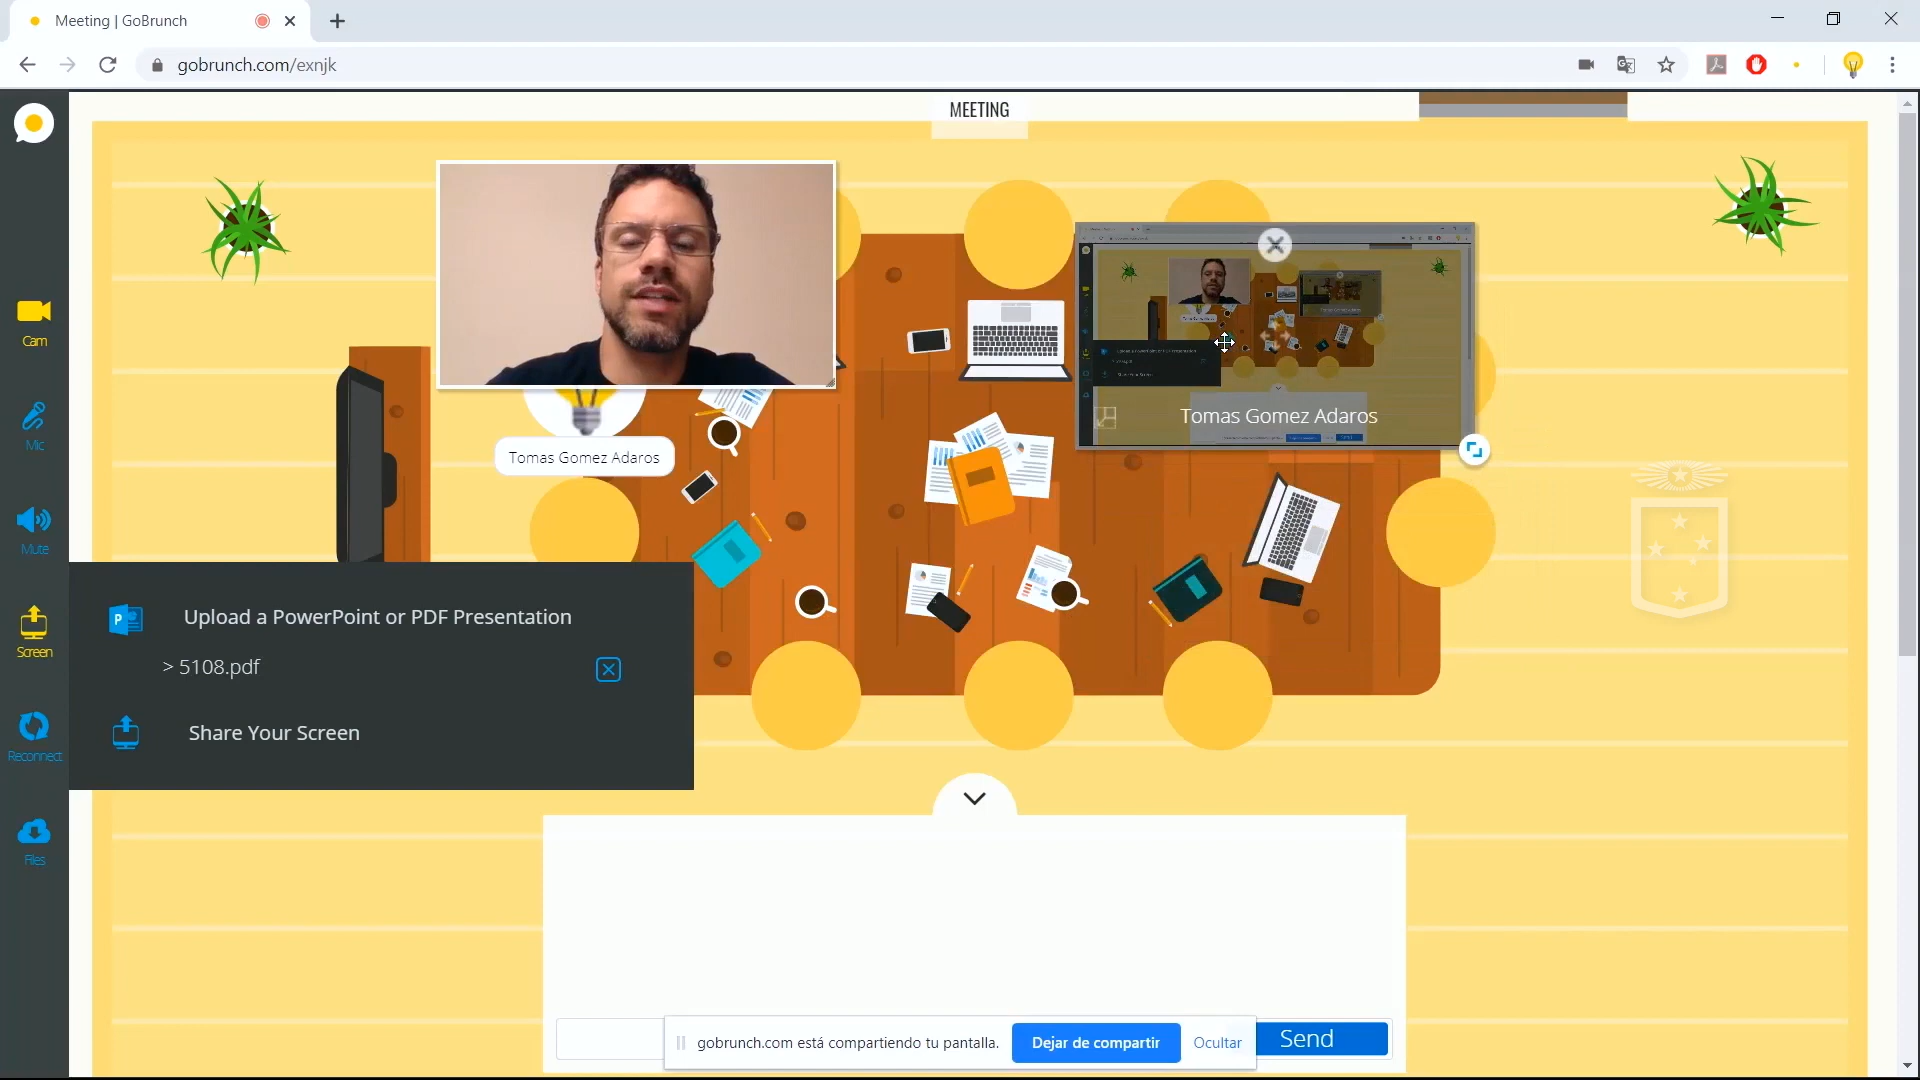 Meeting | GoBrunch
gobrunch.com/exnjk
MEETING
Cam
Mic
Mute
Screen
Reconnect
Files
Tomas Gomez Adaros
Tomas Gomez Adaros
Upload a PowerPoint or PDF Presentation
> 5108.pdf
Share Your Screen
gobrunch.com está compartiendo tu pantalla.
Dejar de compartir
Ocultar
Send